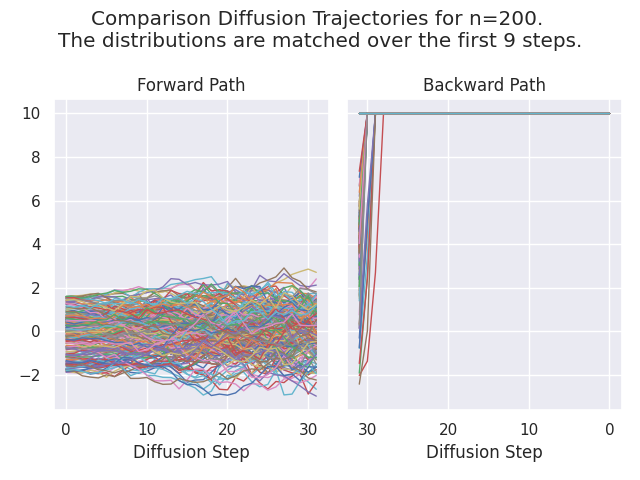 Comparison Diffusion Trajectories for n=200.
The distributions are matched over the first 9 steps.
Forward Path
Backward Path
10
8
6
4
2
0
−2
0
10
20
30
30
20
10
0
Diffusion Step
Diffusion Step